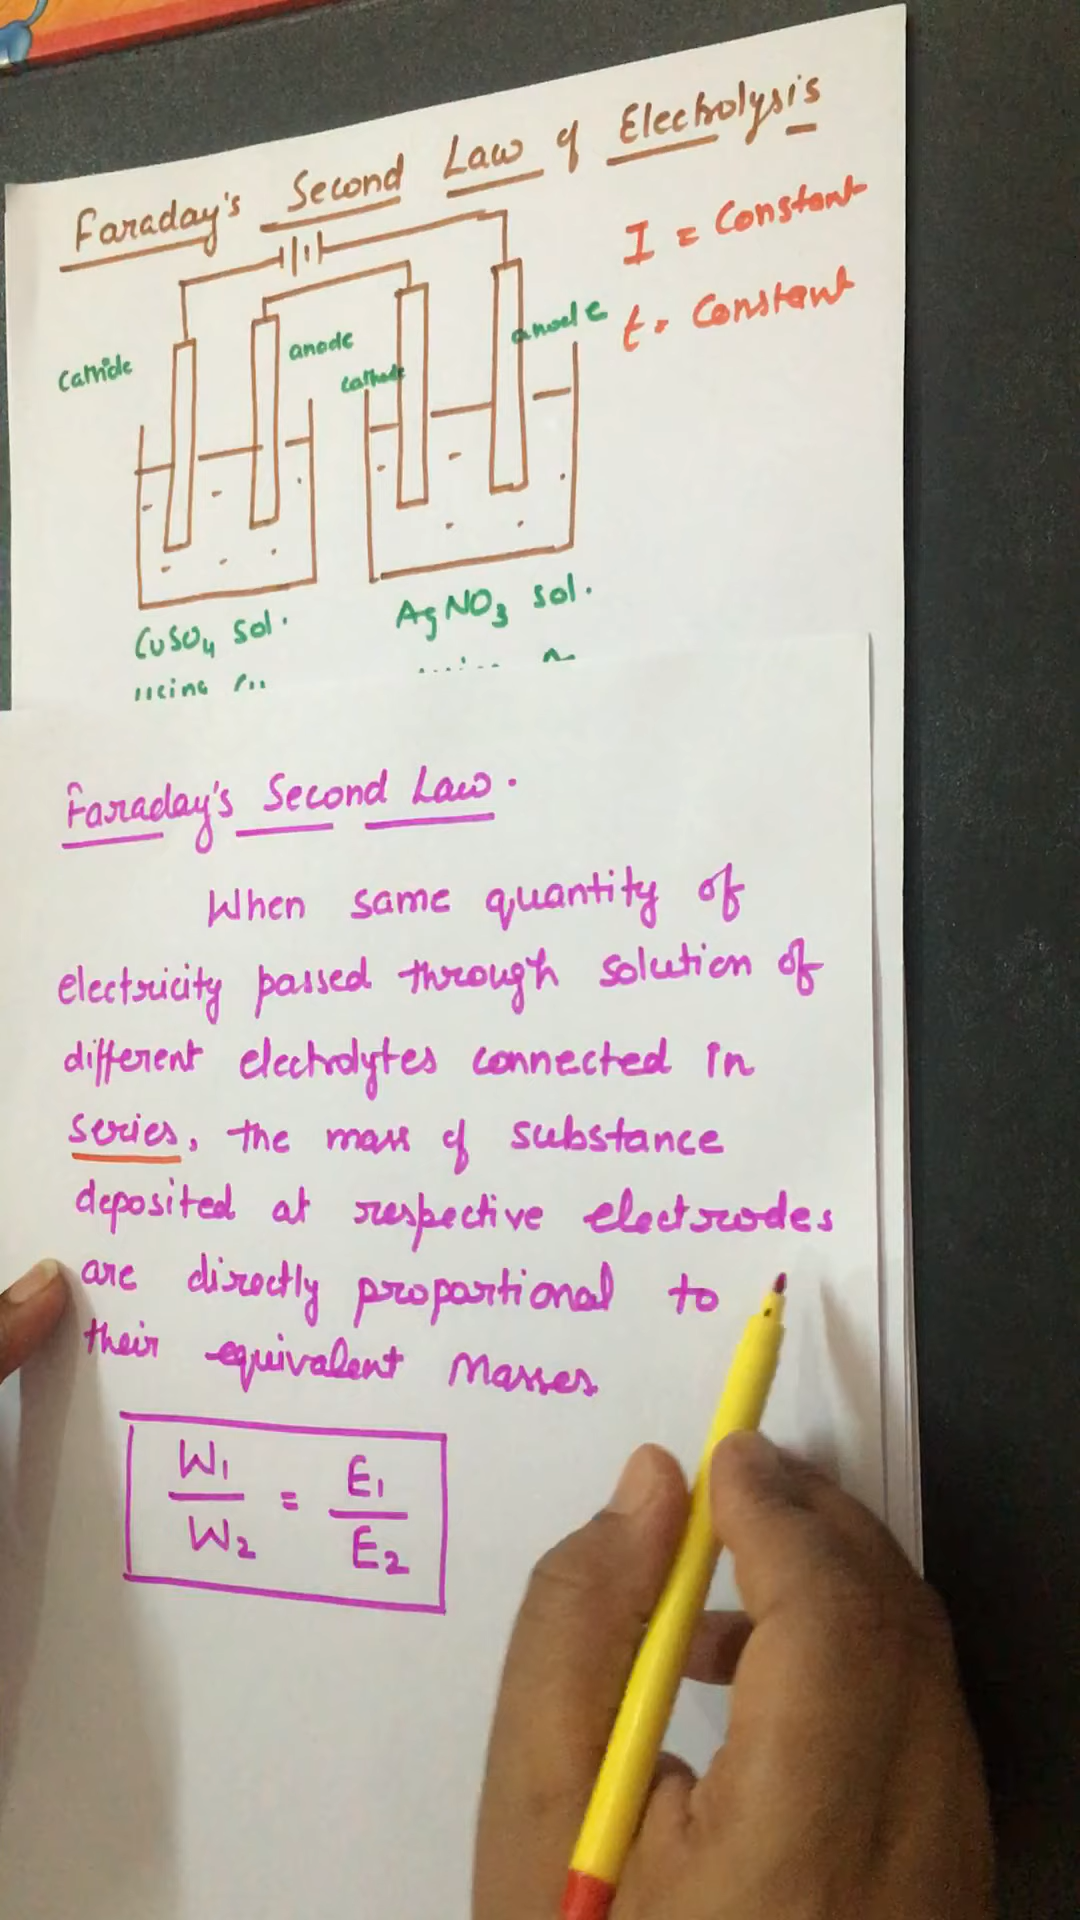 Faraday's Second Law of Electrolysis
I = Constant
t = Constant
Cathode
anode
cathode
anode
CuSO4 sol.
AgNO3 sol.
Faraday's Second Law.
When same quantity of
electricity passed through solution of
different electrolytes connected in
series, the mass of substance
deposited at respective electrodes
are directly proportional to
their equivalent Masses
W1/W2 = E1/E2